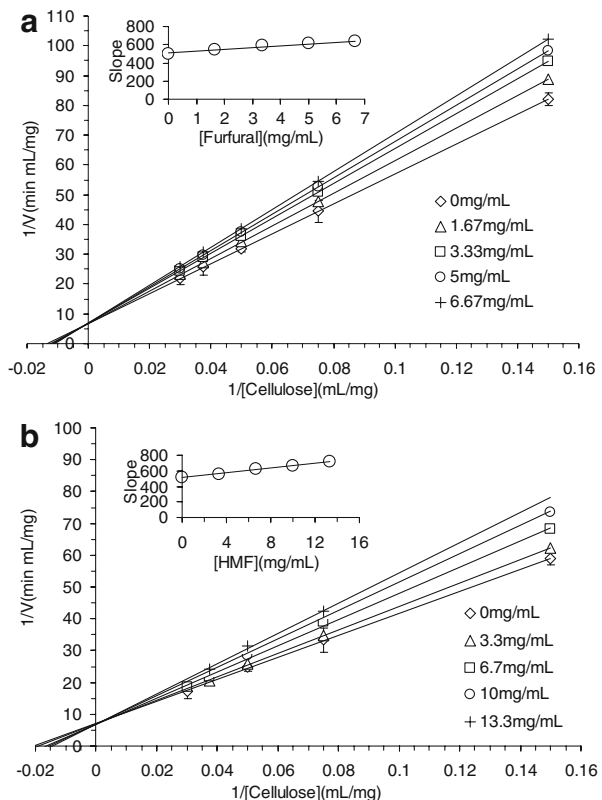 a
800
600
400
200
0
Slope
0 1 2 3 4 5 6 7
[Furfural](mg/mL)
110
100
90
80
70
60
50
40
30
20
10
0
1/V(min mL/mg)
0mg/mL
1.67mg/mL
3.33mg/mL
5mg/mL
6.67mg/mL
-0.02 0 0.02 0.04 0.06 0.08 0.1 0.12 0.14 0.16
1/[Cellulose](mL/mg)
b
800
600
400
200
0
Slope
0 4 8 12 16
[HMF](mg/mL)
100
90
80
70
60
50
40
30
20
10
0
1/V(min mL/mg)
0mg/mL
3.3mg/mL
6.7mg/mL
10mg/mL
13.3mg/mL
-0.02 0 0.02 0.04 0.06 0.08 0.1 0.12 0.14 0.16
1/[Cellulose](mL/mg)